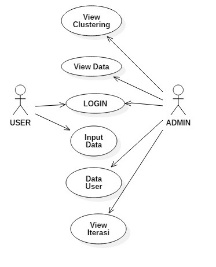 View
Clustering
View Data
LOGIN
USER
ADMIN
Input
Data
Data
User
View
Iterasi